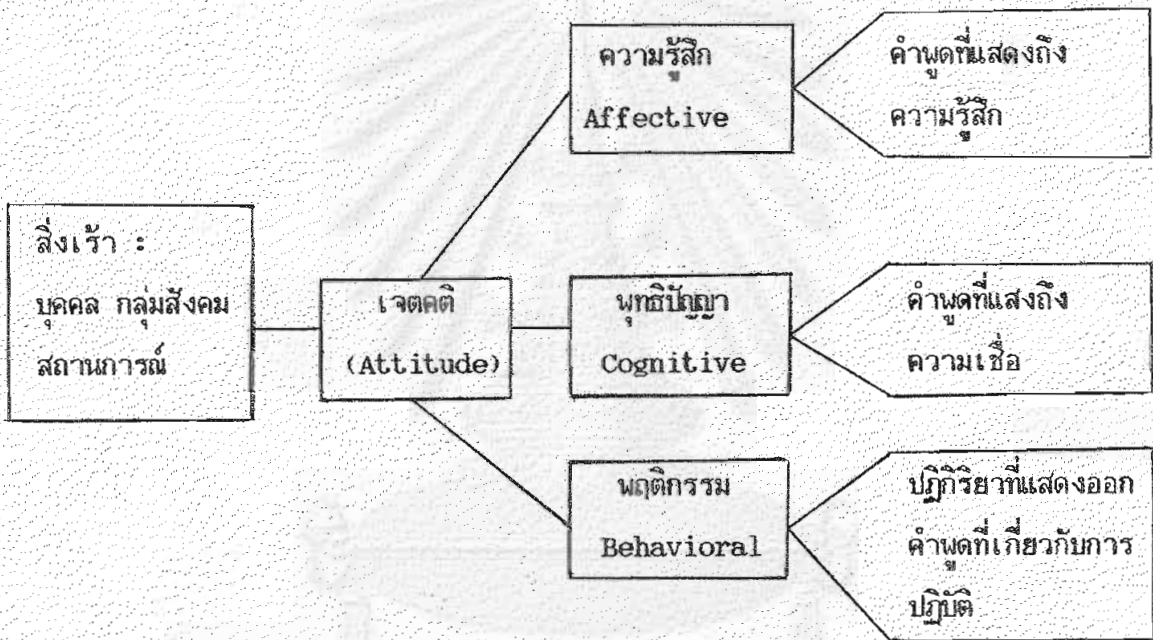 ความรู้สึก
Affective
คำพูดที่แสดงถึง
ความรู้สึก
สิ่งเร้า :
บุคคล กลุ่มสังคม
สถานการณ์
เจตคติ
(Attitude)
พุทธิปัญญา
Cognitive
คำพูดที่แสงถึง
ความเชื่อ
พฤติกรรม
Behavioral
ปฏิกิริยาที่แสดงออก
คำพูดที่เกี่ยวกับการ
ปฏิบัติ